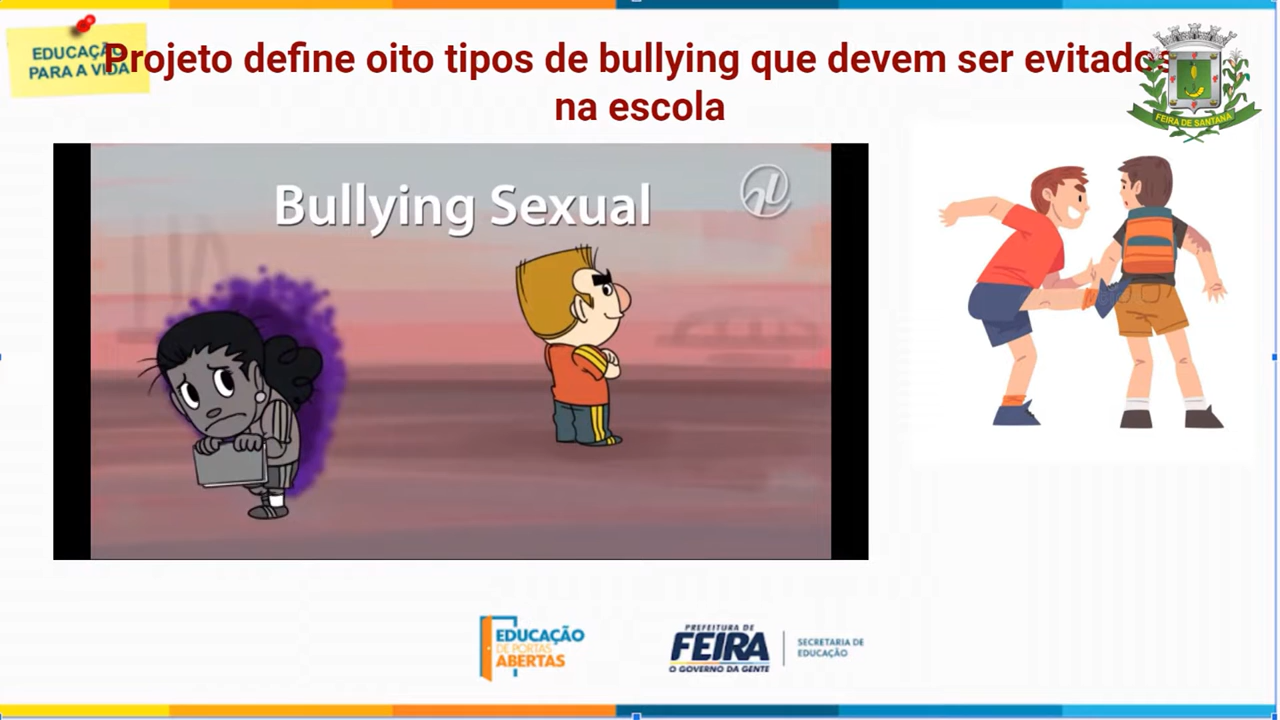 EDUCAÇÃO
PARA A VIDA
Projeto define oito tipos de bullying que devem ser evitados
na escola
FEIRA DE SANTANA
Bullying Sexual
EDUCAÇÃO
DE PORTAS
ABERTAS
PREFEITURA DE
FEIRA
O GOVERNO DA GENTE
SECRETARIA DE
EDUCAÇÃO